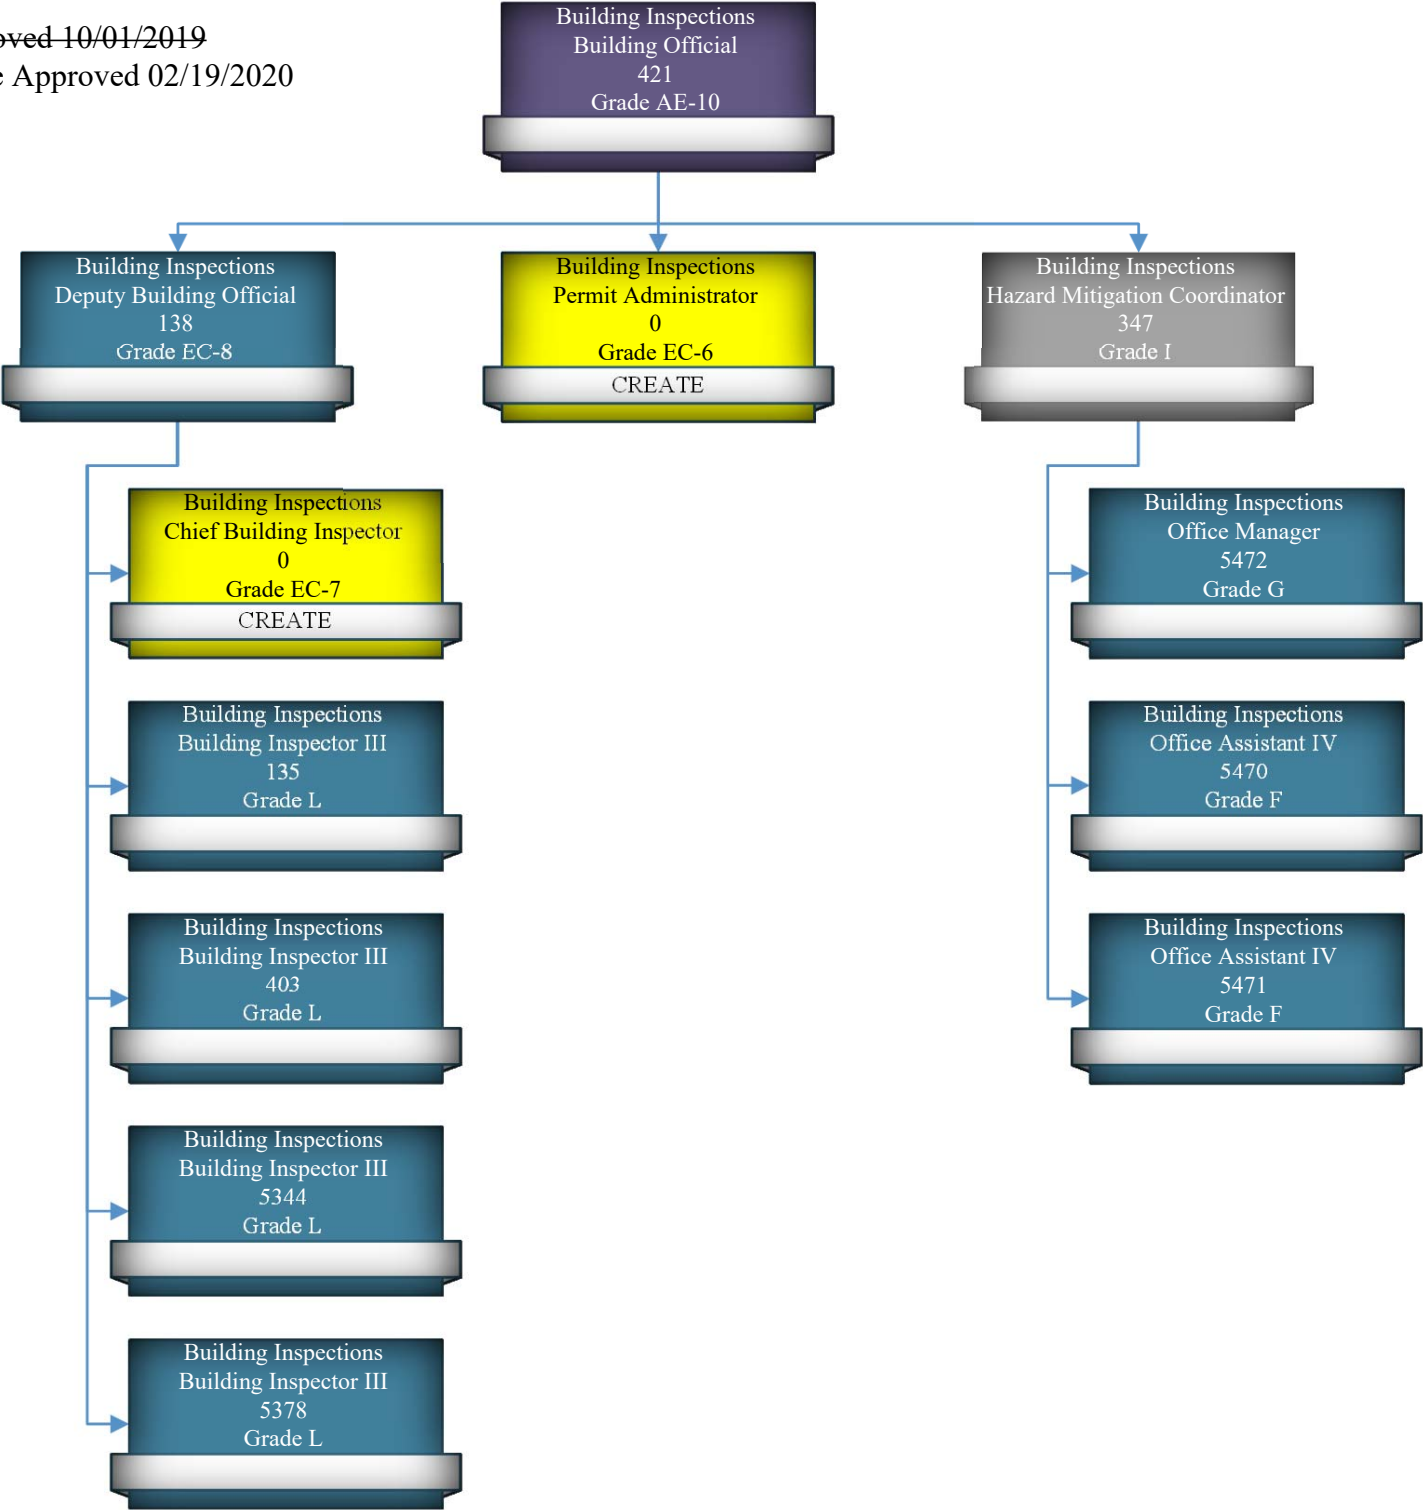 10/01/2019
Approved 02/19/2020
Building Inspections
Building Official
421
Grade AE-10
Building Inspections
Deputy Building Official
138
Grade EC-8
Building Inspections
Permit Administrator
0
Grade EC-6
CREATE
Building Inspections
Hazard Mitigation Coordinator
347
Grade I
Building Inspections
Chief Building Inspector
0
Grade EC-7
CREATE
Building Inspections
Building Inspector III
135
Grade L
Building Inspections
Building Inspector III
403
Grade L
Building Inspections
Building Inspector III
5344
Grade L
Building Inspections
Building Inspector III
5378
Grade L
Building Inspections
Office Manager
5472
Grade G
Building Inspections
Office Assistant IV
5470
Grade F
Building Inspections
Office Assistant IV
5471
Grade F